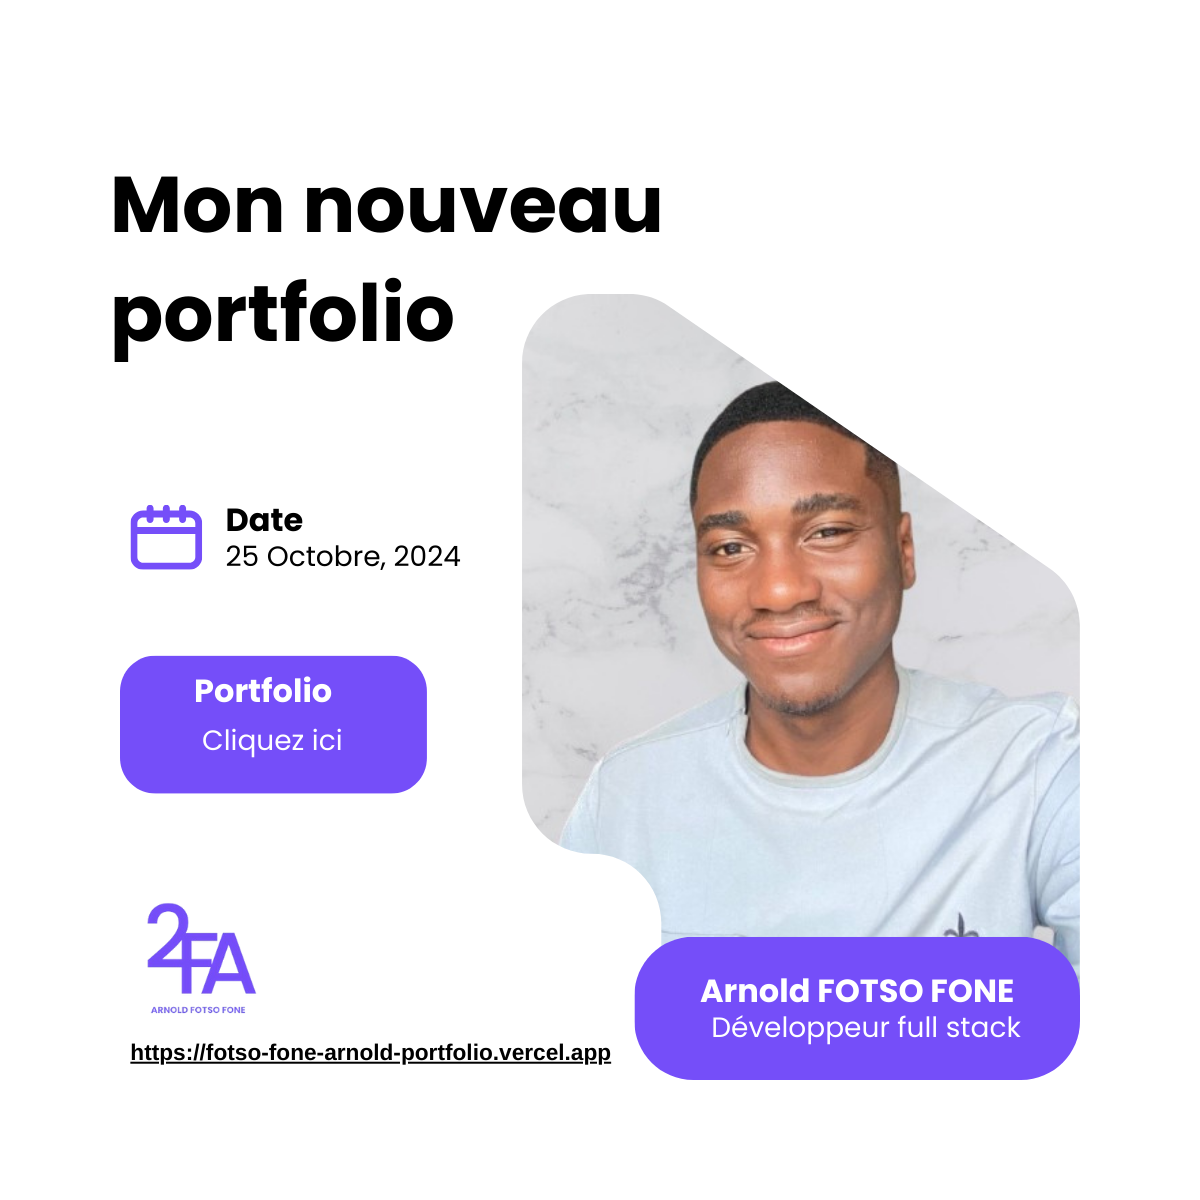 Mon nouveau
portfolio
Date
25 Octobre, 2024
Portfolio
Cliquez ici
2FA
ARNOLD FOTSO FONE
https://fotso-fone-arnold-portfolio.vercel.app
Arnold FOTSO FONE
Développeur full stack